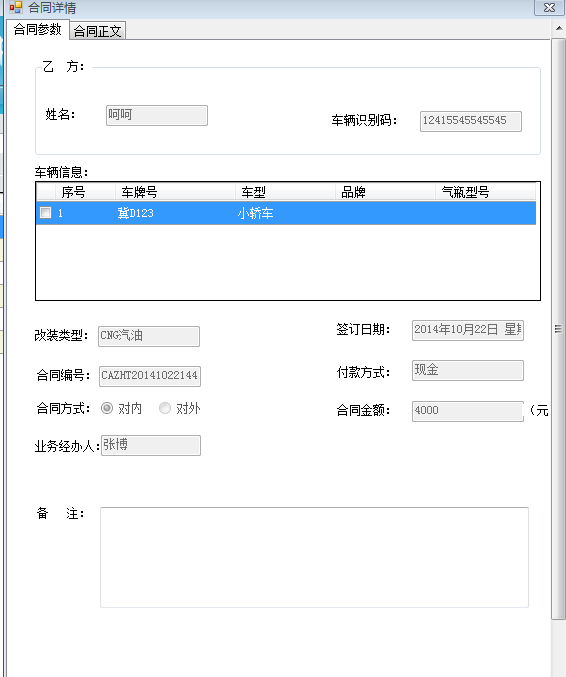 合同详情
合同参数 合同正文
乙 方:
姓名: 呵呵 车辆识别码: 12415545545545
车辆信息:
序号 车牌号 车型 品牌 气瓶型号
1 冀D123 小轿车
改装类型: CNG汽油 签订日期: 2014年10月22日 星期
合同编号: CAZHT20141022144 付款方式: 现金
合同方式: 对内 对外 合同金额: 4000 (元
业务经办人: 张博
备 注: